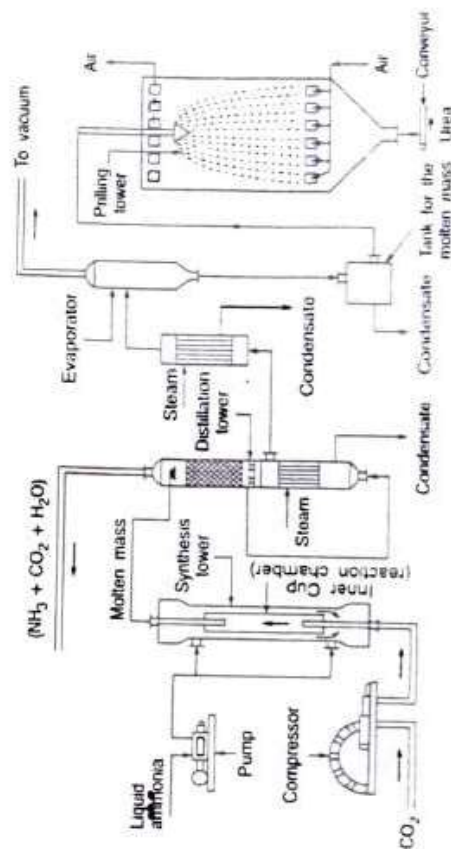 (NH₃ + CO₂ + H₂O)
To vacuum
Air
Evaporator
Prilling
tower
Molten mass
Synthesis
tower
Inner Cup
(reaction chamber)
Distillation
tower
Steam
Condensate
Steam
Condensate
Liquid
ammonia
Pump
Compressor
CO₂
Condensate
Tank for the
molten mass
Air
Conveyor
Urea